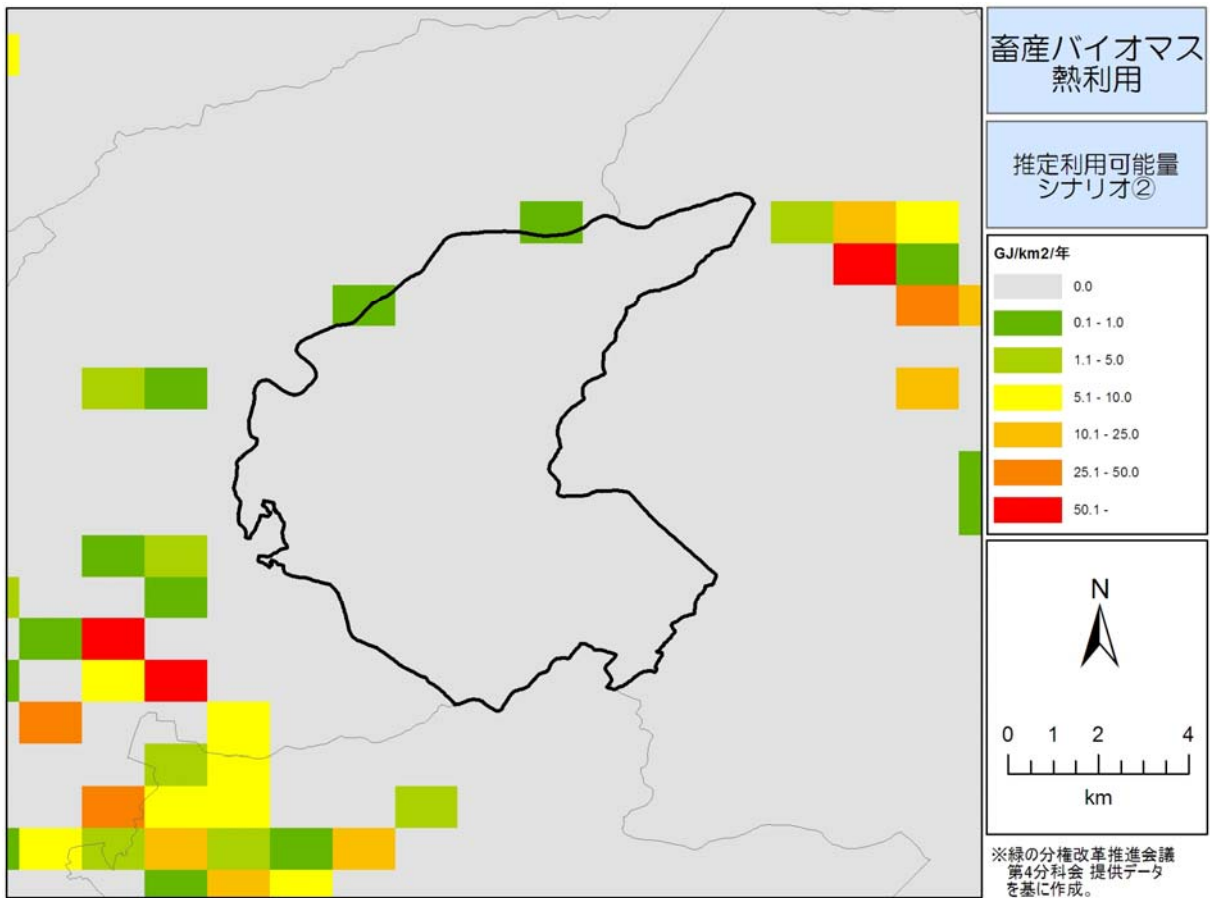 畜産バイオマス
熱利用
推定利用可能量
シナリオ②
GJ/km2/年
0.0
0.1 - 1.0
1.1 - 5.0
5.1 - 10.0
10.1 - 25.0
25.1 - 50.0
50.1 -
N
0 1 2 4
km
※緑の分権改革推進会議
第4分科会 提供データ
を基に作成。